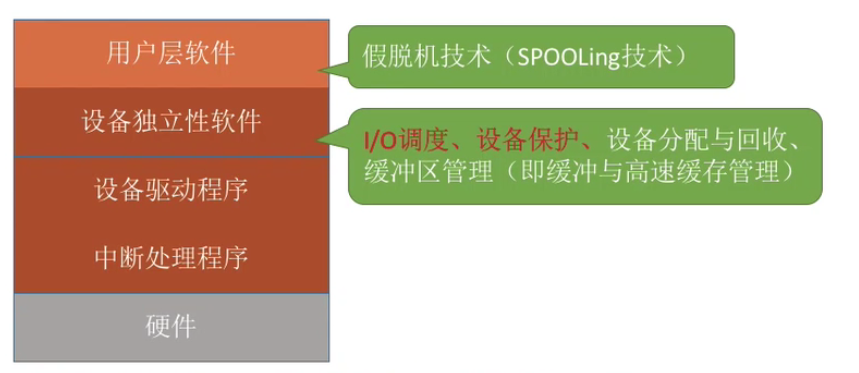 用户层软件
假脱机技术（SPOOLing技术）
设备独立性软件
I/O调度、设备保护、设备分配与回收、
缓冲区管理（即缓冲与高速缓存管理）
设备驱动程序
中断处理程序
硬件